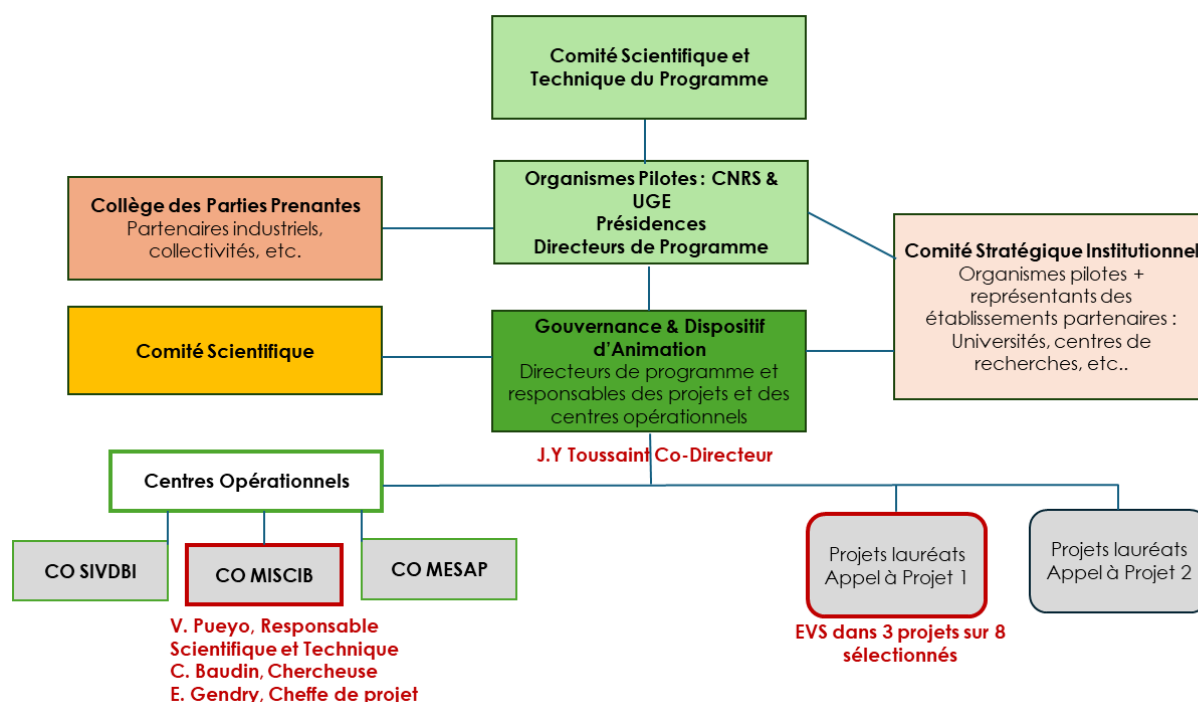 Comité Scientifique et
Technique du Programme
Organismes Pilotes : CNRS &
UGE
Présidences
Directeurs de Programme
Collège des Parties Prenantes
Partenaires industriels,
collectivités, etc.
Comité Stratégique Institutionnel
Organismes pilotes +
représentants des
établissements partenaires :
Universités, centres de
recherches, etc..
Comité Scientifique
Gouvernance & Dispositif
d'Animation
Directeurs de programme et
responsables des projets et des
centres opérationnels
J.Y Toussaint Co-Directeur
Centres Opérationnels
CO SIVDBI
CO MISCIB
CO MESAP
Projets lauréats
Appel à Projet 1
Projets lauréats
Appel à Projet 2
V. Pueyo, Responsable
Scientifique et Technique
C. Baudin, Chercheuse
E. Gendry, Cheffe de projet
EVS dans 3 projets sur 8
sélectionnés